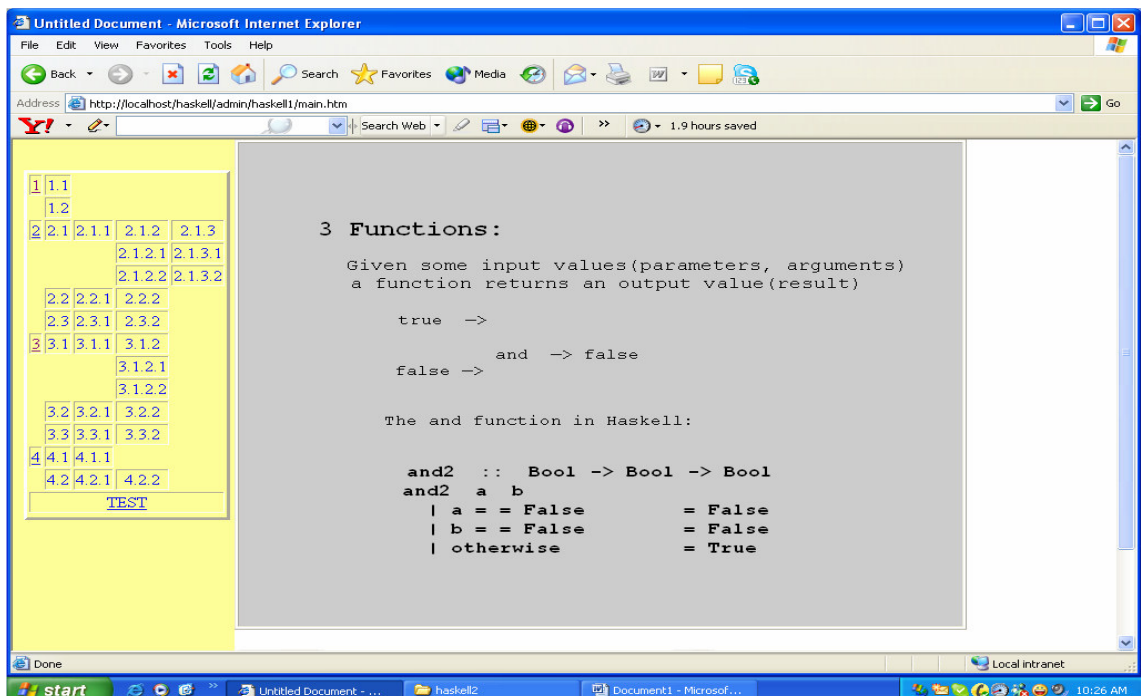 Untitled Document - Microsoft Internet Explorer
File Edit View Favorites Tools Help
Back Search Favorites Media
Address http://localhost/haskell/admin/haskell1/main.htm Go
Y! Search Web >> 1.9 hours saved
1 1.1
1.2
2 2.1 2.1.1 2.1.2 2.1.3
2.1.2.1 2.1.3.1
2.1.2.2 2.1.3.2
2.2 2.2.1 2.2.2
2.3 2.3.1 2.3.2
3 3.1 3.1.1 3.1.2
3.1.2.1
3.1.2.2
3.2 3.2.1 3.2.2
3.3 3.3.1 3.3.2
4 4.1 4.1.1
4.2 4.2.1 4.2.2
TEST
3 Functions:
Given some input values(parameters, arguments)
a function returns an output value(result)
true —>
and —> false
false —>
The and function in Haskell:
and2 :: Bool -> Bool -> Bool
and2 a b
| a = = False = False
| b = = False = False
| otherwise = True
Done Local intranet
start » Untitled Document - ... haskell2 Document1 - Microsof... 10:26 AM